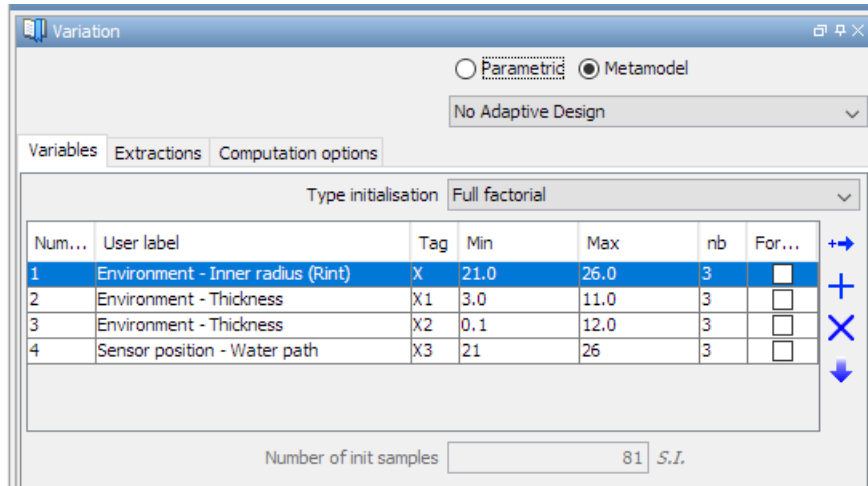 Variation
Parametric Metamodel
No Adaptive Design
Variables Extractions Computation options
Type initialisation Full factorial
Num... User label Tag Min Max nb For...
1 Environment - Inner radius (Rint) X 21.0 26.0 3
2 Environment - Thickness X1 3.0 11.0 3
3 Environment - Thickness X2 0.1 12.0 3
4 Sensor position - Water path X3 21 26 3
Number of init samples 81 S.I.